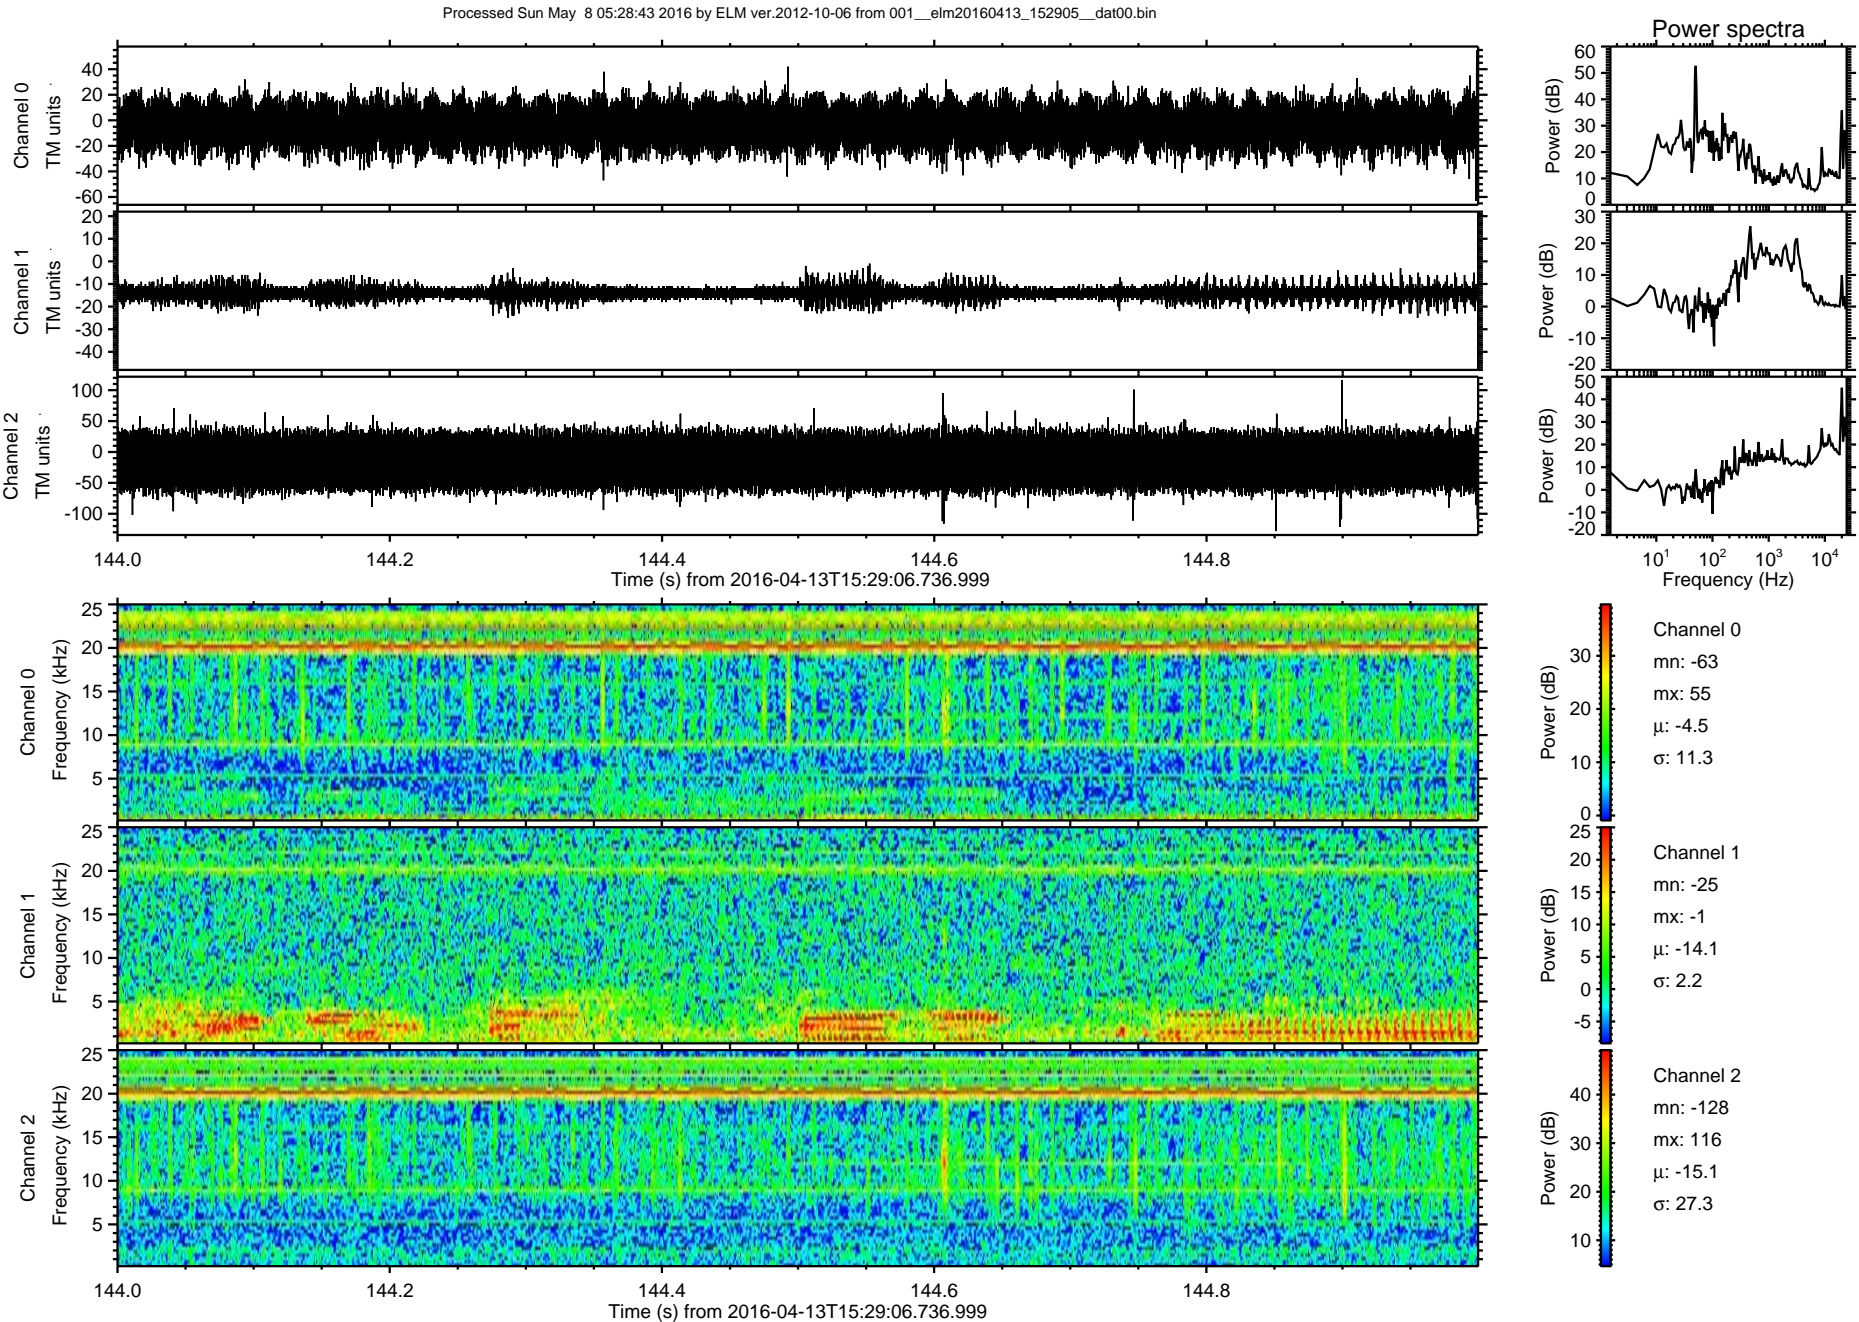 Processed Sun May  8 05:28:43 2016 by ELM ver.2012-10-06 from 001__elm20160413_152905__dat00.bin
Power spectra
Channel 0
TM units
40
20
0
-20
-40
-60
Power (dB)
60
50
40
30
20
10
0
Channel 1
TM units
20
10
0
-10
-20
-30
-40
Power (dB)
30
20
10
0
-10
-20
Channel 2
TM units
100
50
0
-50
-100
Power (dB)
50
40
30
20
10
0
-10
-20
144.0 144.2 144.4 144.6 144.8
Time (s) from 2016-04-13T15:29:06.736.999
10¹ 10² 10³ 10⁴
Frequency (Hz)
Channel 0
Frequency (kHz)
25
20
15
10
5
Power (dB)
30
20
10
0
Channel 0
mn: -63
mx: 55
μ: -4.5
σ: 11.3
Channel 1
Frequency (kHz)
25
20
15
10
5
Power (dB)
25
20
15
10
5
0
-5
Channel 1
mn: -25
mx: -1
μ: -14.1
σ: 2.2
Channel 2
Frequency (kHz)
25
20
15
10
5
Power (dB)
40
30
20
10
Channel 2
mn: -128
mx: 116
μ: -15.1
σ: 27.3
144.0 144.2 144.4 144.6 144.8
Time (s) from 2016-04-13T15:29:06.736.999